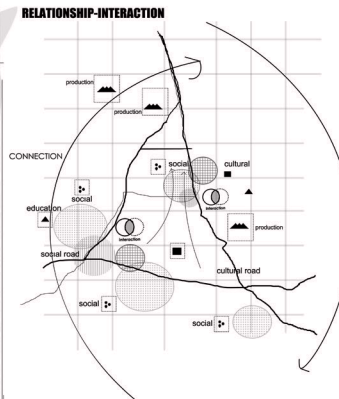 RELATIONSHIP-INTERACTION
production
production
CONNECTION
social
cultural
social
interaction
education
production
interaction
social road
cultural road
social
social